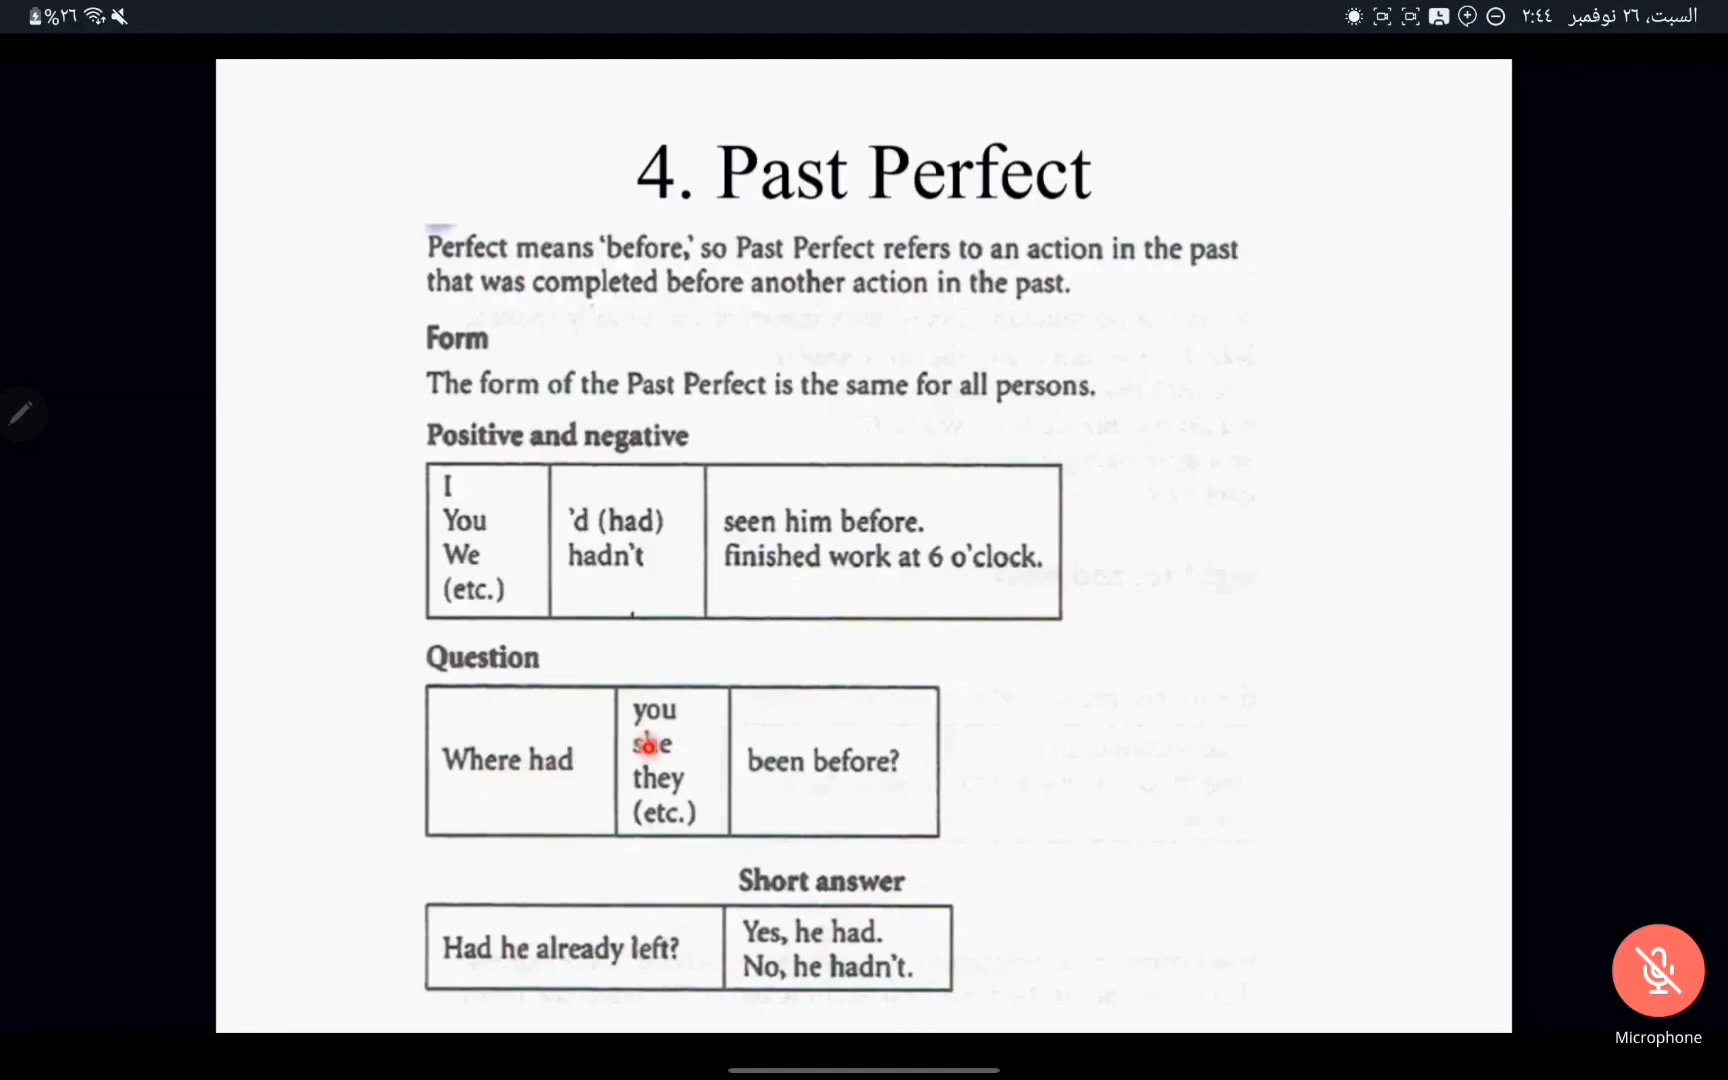 ٢٦%
السبت، ٢٦ نوفمبر ٢:٤٤
4. Past Perfect
Perfect means ‘before,’ so Past Perfect refers to an action in the past
that was completed before another action in the past.
Form
The form of the Past Perfect is the same for all persons.
Positive and negative
I
You
We
(etc.)
’d (had)
hadn’t
seen him before.
finished work at 6 o’clock.
Question
Where had
you
she
they
(etc.)
been before?
Short answer
Had he already left?
Yes, he had.
No, he hadn’t.
Microphone